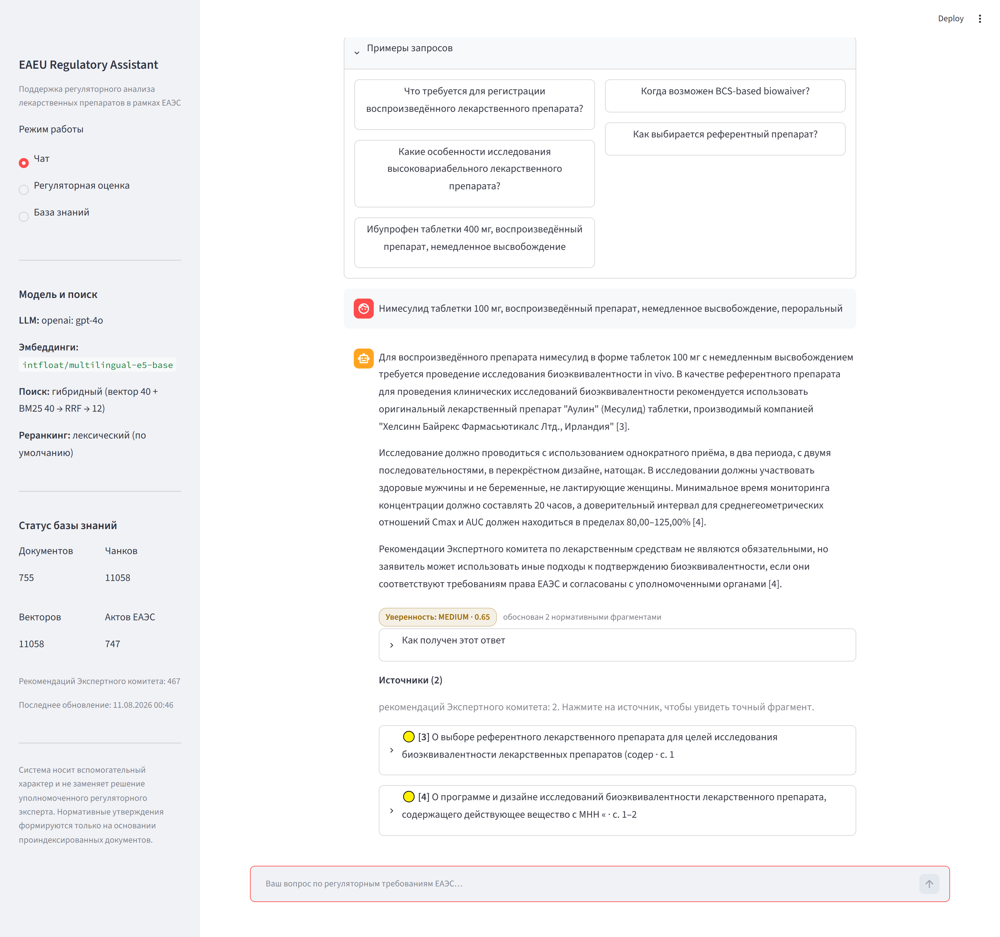 Deploy
EAEU Regulatory Assistant
Поддержка регуляторного анализа
лекарственных препаратов в рамках ЕАЭС
Режим работы
Чат
Регуляторная оценка
База знаний
Модель и поиск
LLM: openai: gpt-4o
Эмбеддинги:
intfloat/multilingual-e5-base
Поиск: гибридный (вектор 40 +
BM25 40 → RRF → 12)
Реранкинг: лексический (по
умолчанию)
Статус базы знаний
Документов Чанков
755 11058
Векторов Актов ЕАЭС
11058 747
Рекомендаций Экспертного комитета: 467
Последнее обновление: 11.08.2026 00:46
Система носит вспомогательный
характер и не заменяет решение
уполномоченного регуляторного
эксперта. Нормативные утверждения
формируются только на основании
проиндексированных документов.
Примеры запросов
Что требуется для регистрации
воспроизведённого лекарственного препарата?
Когда возможен BCS-based biowaiver?
Как выбирается референтный препарат?
Какие особенности исследования
высоковариабельного лекарственного
препарата?
Ибупрофен таблетки 400 мг, воспроизведённый
препарат, немедленное высвобождение
Нимесулид таблетки 100 мг, воспроизведённый препарат, немедленное высвобождение, пероральный
Для воспроизведённого препарата нимесулид в форме таблеток 100 мг с немедленным высвобождением
требуется проведение исследования биоэквивалентности in vivo. В качестве референтного препарата
для проведения клинических исследований биоэквивалентности рекомендуется использовать
оригинальный лекарственный препарат "Аулин" (Месулид) таблетки, производимый компанией
"Хелсинн Байрекс Фармасьютикалс Лтд., Ирландия" [3].
Исследование должно проводиться с использованием однократного приёма, в два периода, с двумя
последовательностями, в перекрёстном дизайне, натощак. В исследовании должны участвовать
здоровые мужчины и не беременные, не лактирующие женщины. Минимальное время мониторинга
концентрации должно составлять 20 часов, а доверительный интервал для среднегеометрических
отношений Cmax и AUC должен находиться в пределах 80,00–125,00% [4].
Рекомендации Экспертного комитета по лекарственным средствам не являются обязательными, но
заявитель может использовать иные подходы к подтверждению биоэквивалентности, если они
соответствуют требованиям права ЕАЭС и согласованы с уполномоченными органами [4].
Уверенность: MEDIUM · 0.65 обоснован 2 нормативными фрагментами
Как получен этот ответ
Источники (2)
рекомендаций Экспертного комитета: 2. Нажмите на источник, чтобы увидеть точный фрагмент.
[3] О выборе референтного лекарственного препарата для целей исследования
биоэквивалентности лекарственных препаратов (содер · с. 1
[4] О программе и дизайне исследований биоэквивалентности лекарственного препарата,
содержащего действующее вещество с МНН « · с. 1–2
Ваш вопрос по регуляторным требованиям ЕАЭС…